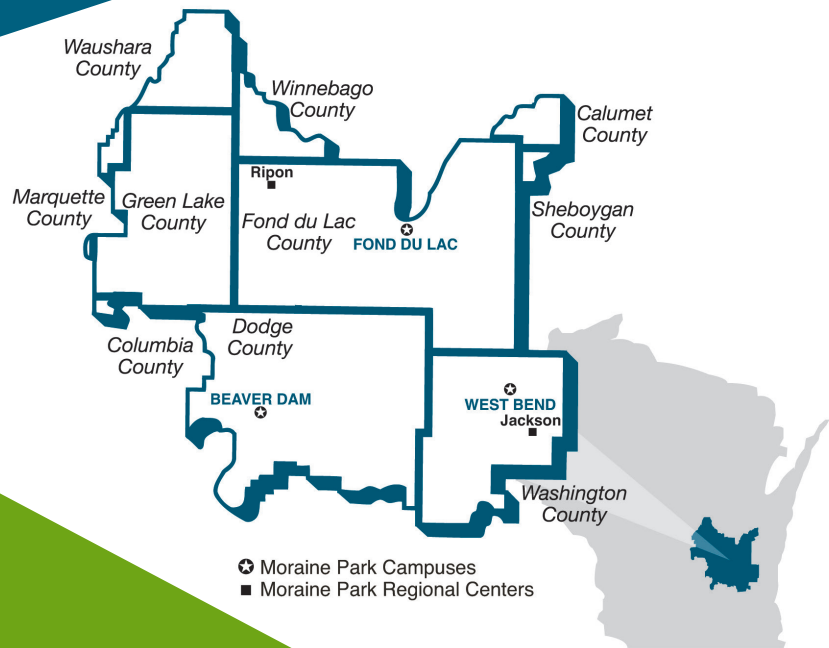 Waushara
County
Winnebago
County
Calumet
County
Ripon
Marquette
County
Green Lake
County
Fond du Lac
County
FOND DU LAC
Sheboygan
County
Dodge
County
Columbia
County
BEAVER DAM
WEST BEND
Jackson
Washington
County
Moraine Park Campuses
Moraine Park Regional Centers